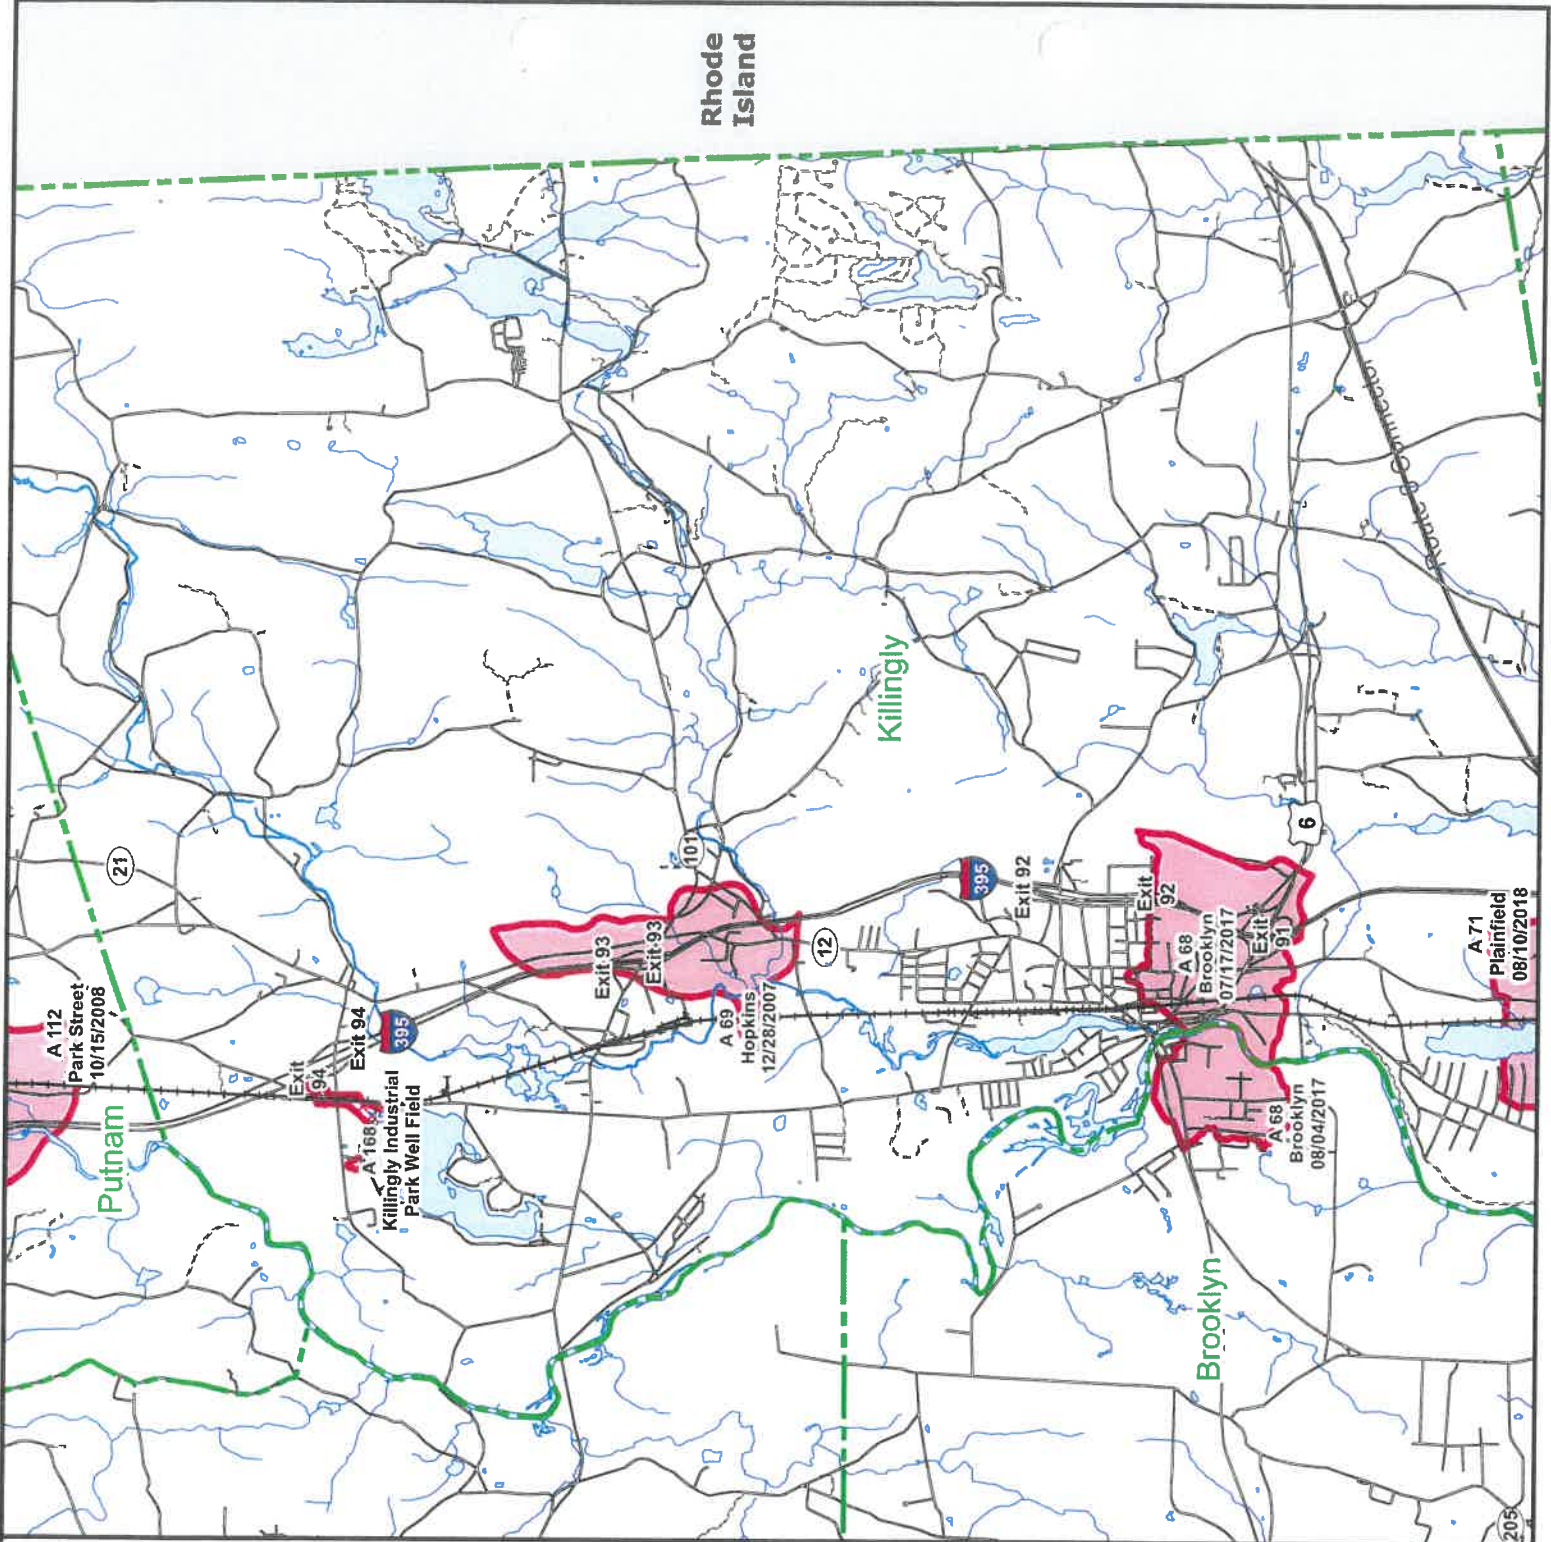 Rhode
Island
21
A 112
Park Street
10/15/2008
Putnam
Exit
94
Exit 94
395
A 168
Killingly Industrial
Park Well Field
Exit 93
Exit 93
101
A 69
Hopkins
12/28/2007
12
Killingly
395
Exit 92
Exit
92
A 68
Brooklyn
07/17/2017
Exit
91
6
Route 6 Connector
A 68
Brooklyn
08/04/2017
Brooklyn
A 71
Plainfield
08/10/2018
205